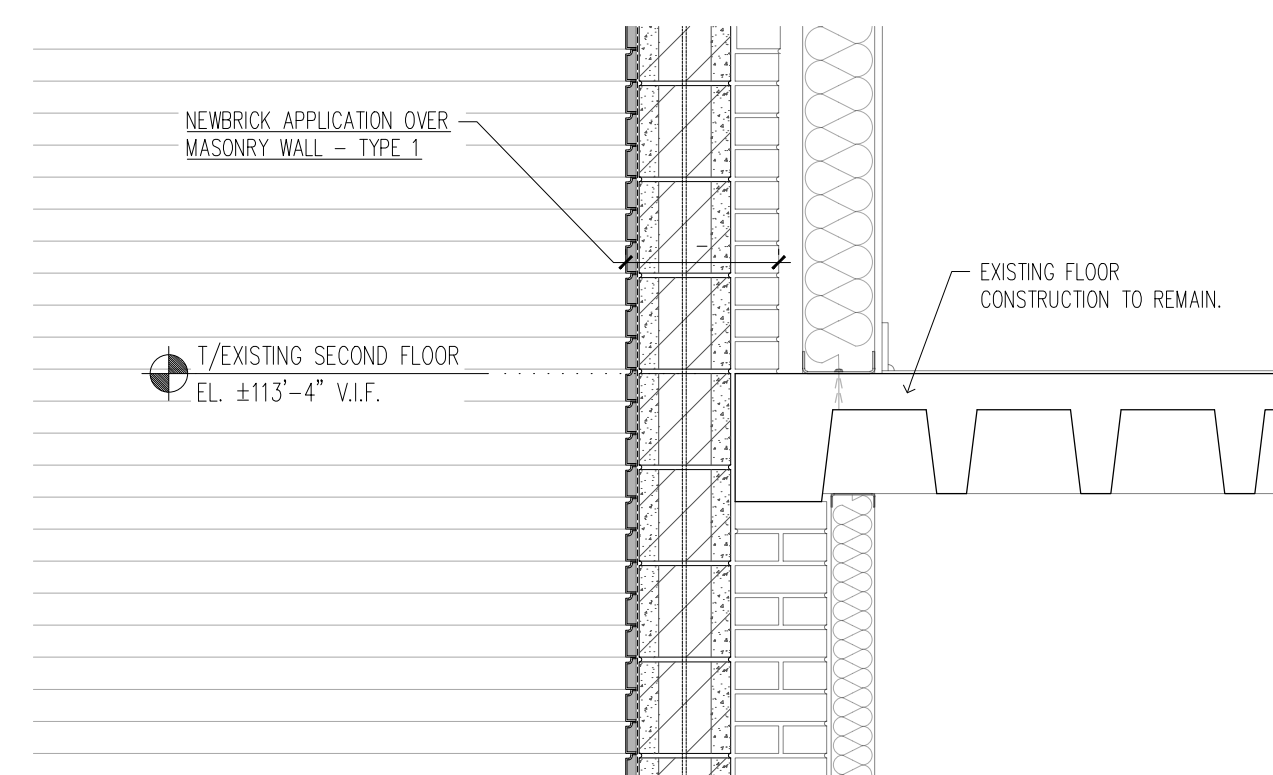 NEWBRICK APPLICATION OVER
MASONRY WALL – TYPE 1
EXISTING FLOOR
CONSTRUCTION TO REMAIN.
T/EXISTING SECOND FLOOR
EL. ±113'–4" V.I.F.